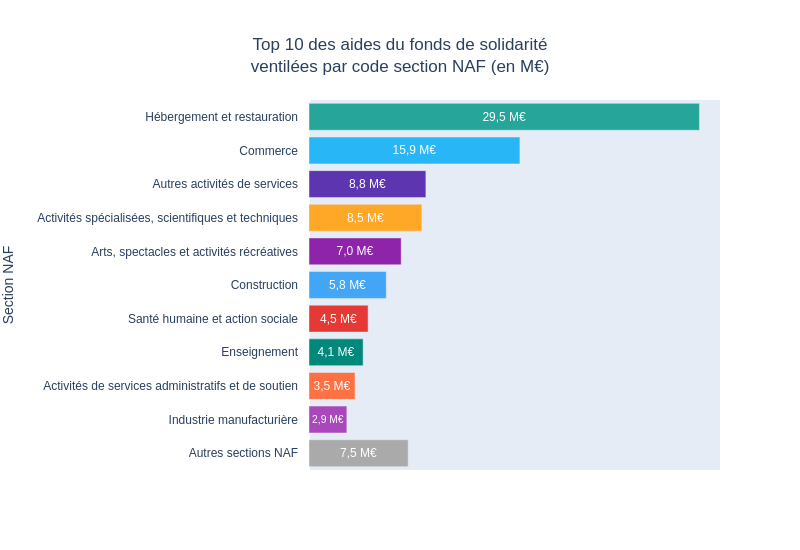 Top 10 des aides du fonds de solidarité
ventilées par code section NAF (en M€)
Section NAF
Hébergement et restauration 29,5 M€
Commerce 15,9 M€
Autres activités de services 8,8 M€
Activités spécialisées, scientifiques et techniques 8,5 M€
Arts, spectacles et activités récréatives 7,0 M€
Construction 5,8 M€
Santé humaine et action sociale 4,5 M€
Enseignement 4,1 M€
Activités de services administratifs et de soutien 3,5 M€
Industrie manufacturière 2,9 M€
Autres sections NAF 7,5 M€